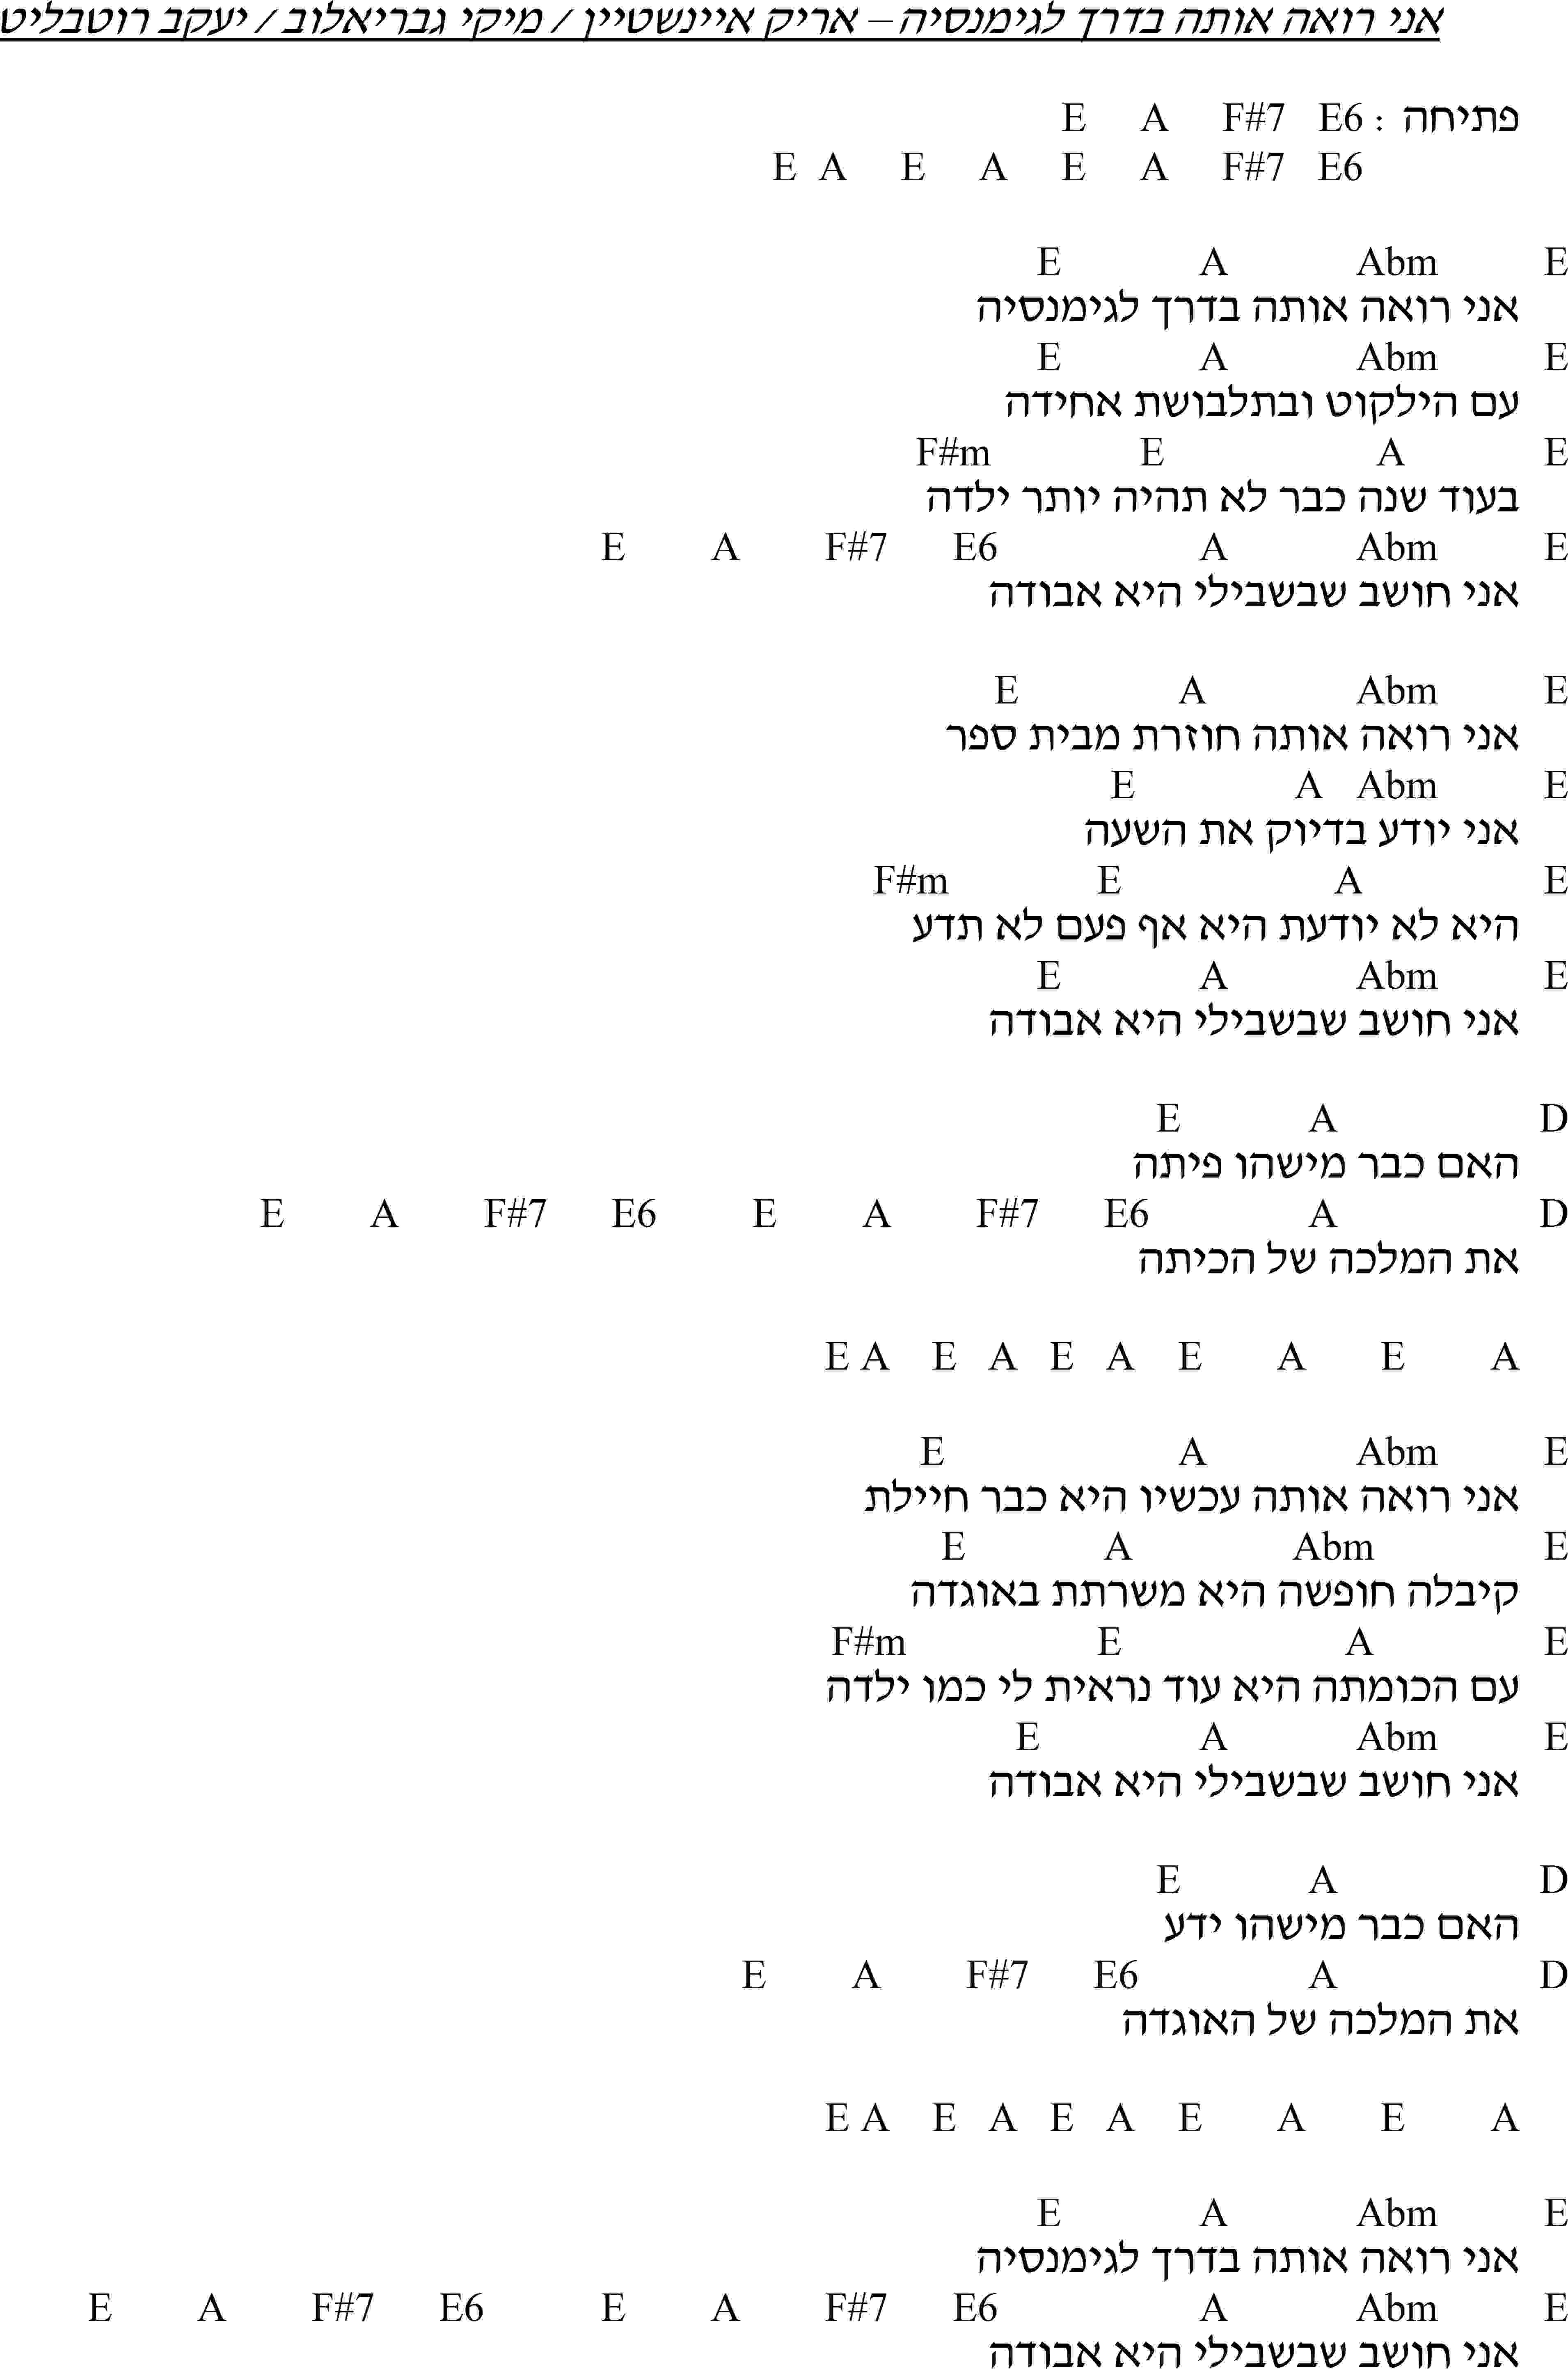 אני רואה אותה בדרך לגימנסיה – אריק איינשטיין / מיקי גבריאלוב / יעקב רוטבליט
פתיחה : E6 F#7 A E
E6 F#7 A E A E A E
E Abm A E
אני רואה אותה בדרך לגימנסיה
E Abm A E
עם הילקוט ובתלבושת אחידה
E A E F#m
בעוד שנה כבר לא תהיה יותר ילדה
E Abm A E6 F#7 A E
אני חושב שבשבילי היא אבודה
E Abm A E
אני רואה אותה חוזרת מבית ספר
E Abm A E
אני יודע בדיוק את השעה
E A E F#m
היא לא יודעת היא אף פעם לא תדע
E Abm A E
אני חושב שבשבילי היא אבודה
D A E
האם כבר מישהו פיתה
D A E6 F#7 A E E6 F#7 A E
את המלכה של הכיתה
A E A E A E A E A E
E Abm A E
אני רואה אותה עכשיו היא כבר חיילת
E Abm A E
קיבלה חופשה היא משרתת באוגדה
E A E F#m
עם הכומתה היא עוד נראית לי כמו ילדה
E Abm A E
אני חושב שבשבילי היא אבודה
D A E
האם כבר מישהו ידע
D A E6 F#7 A E
את המלכה של האוגדה
A E A E A E A E A E
E Abm A E
אני רואה אותה בדרך לגימנסיה
E Abm A E6 F#7 A E E6 F#7 A E
אני חושב שבשבילי היא אבודה